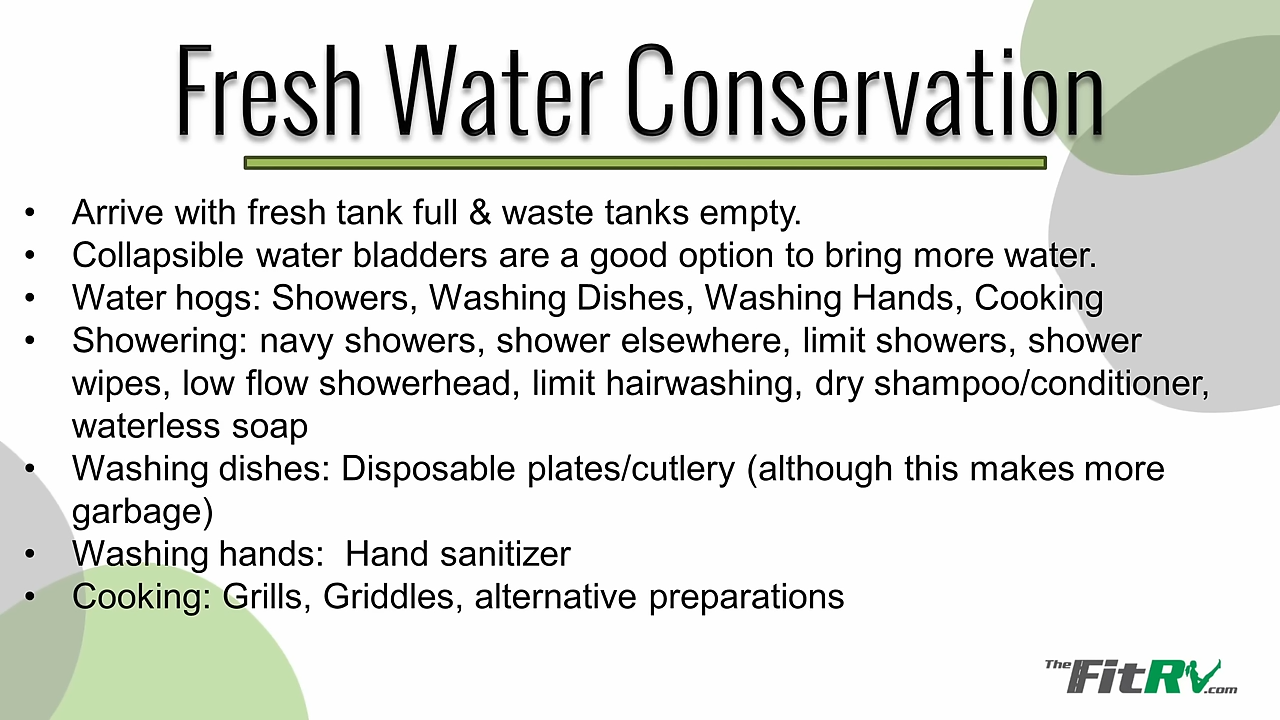 Fresh Water Conservation
• Arrive with fresh tank full & waste tanks empty.
• Collapsible water bladders are a good option to bring more water.
• Water hogs: Showers, Washing Dishes, Washing Hands, Cooking
• Showering: navy showers, shower elsewhere, limit showers, shower
wipes, low flow showerhead, limit hairwashing, dry shampoo/conditioner,
waterless soap
• Washing dishes: Disposable plates/cutlery (although this makes more
garbage)
• Washing hands:  Hand sanitizer
• Cooking: Grills, Griddles, alternative preparations
The FitRV.com